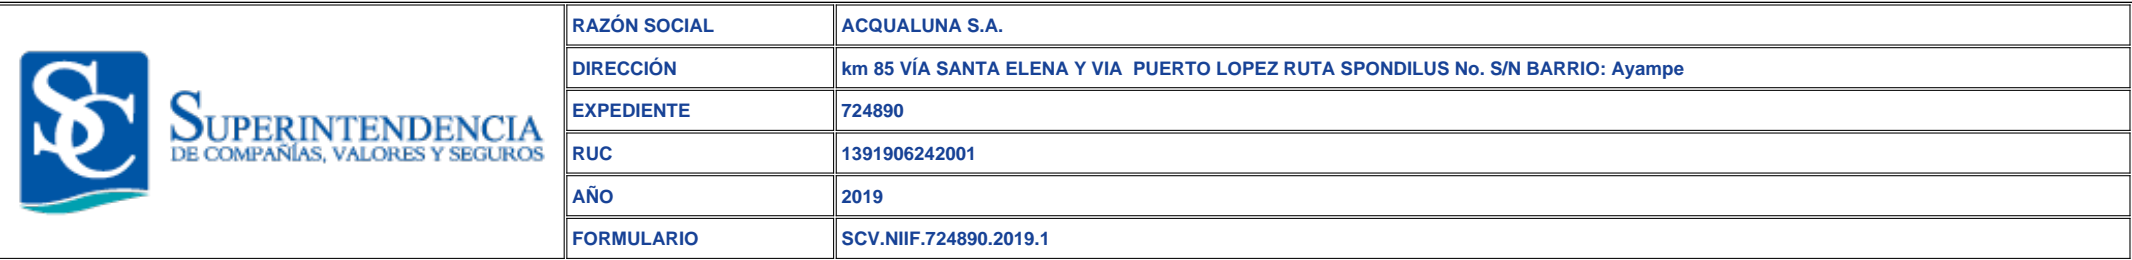 SC
SUPERINTENDENCIA
DE COMPAÑÍAS, VALORES Y SEGUROS
RAZÓN SOCIAL ACQUALUNA S.A.
DIRECCIÓN km 85 VÍA SANTA ELENA Y VIA PUERTO LOPEZ RUTA SPONDILUS No. S/N BARRIO: Ayampe
EXPEDIENTE 724890
RUC 1391906242001
AÑO 2019
FORMULARIO SCV.NIIF.724890.2019.1